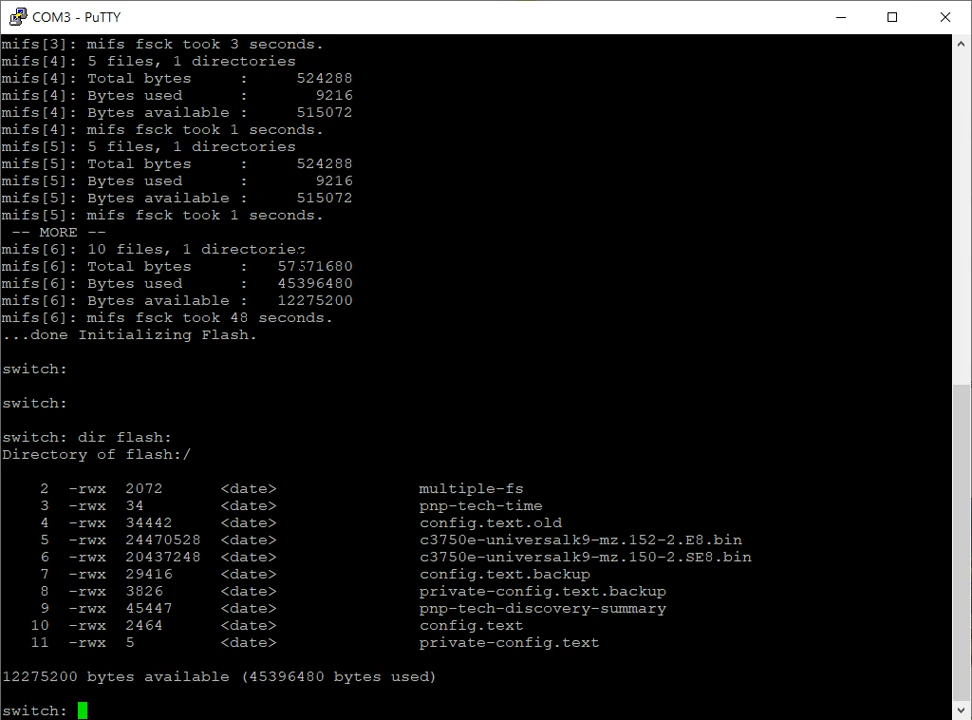 COM3 - PuTTY
mifs[3]: mifs fsck took 3 seconds.
mifs[4]: 5 files, 1 directories
mifs[4]: Total bytes     :     524288
mifs[4]: Bytes used      :       9216
mifs[4]: Bytes available :     515072
mifs[4]: mifs fsck took 1 seconds.
mifs[5]: 5 files, 1 directories
mifs[5]: Total bytes     :     524288
mifs[5]: Bytes used      :       9216
mifs[5]: Bytes available :     515072
mifs[5]: mifs fsck took 1 seconds.
 -- MORE --
mifs[6]: 10 files, 1 directories
mifs[6]: Total bytes     :   57671680
mifs[6]: Bytes used      :   45396480
mifs[6]: Bytes available :   12275200
mifs[6]: mifs fsck took 48 seconds.
...done Initializing Flash.
switch:
switch:
switch: dir flash:
Directory of flash:/
    2  -rwx  2072      <date>               multiple-fs
    3  -rwx  34        <date>               pnp-tech-time
    4  -rwx  34442     <date>               config.text.old
    5  -rwx  24470528  <date>               c3750e-universalk9-mz.152-2.E8.bin
    6  -rwx  20437248  <date>               c3750e-universalk9-mz.150-2.SE8.bin
    7  -rwx  29416     <date>               config.text.backup
    8  -rwx  3826      <date>               private-config.text.backup
    9  -rwx  45447     <date>               pnp-tech-discovery-summary
   10  -rwx  2464      <date>               config.text
   11  -rwx  5         <date>               private-config.text
12275200 bytes available (45396480 bytes used)
switch: